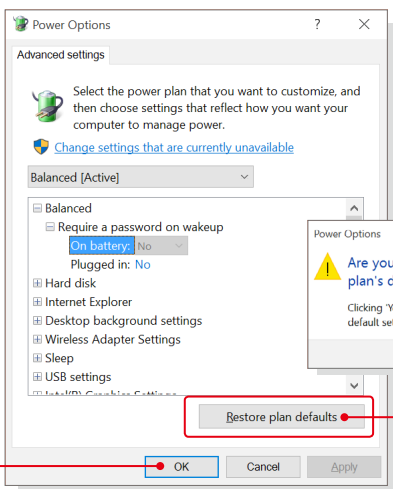 Power Options
Advanced settings
Select the power plan that you want to customize, and
then choose settings that reflect how you want your
computer to manage power.
Change settings that are currently unavailable
Balanced [Active]
Balanced
Require a password on wakeup
On battery: No
Plugged in: No
Hard disk
Internet Explorer
Desktop background settings
Wireless Adapter Settings
Sleep
USB settings
Intel(R) Graphics Settings
Restore plan defaults
OK
Cancel
Apply
Power Options
Are you
plan's d
Clicking 'Y
default set